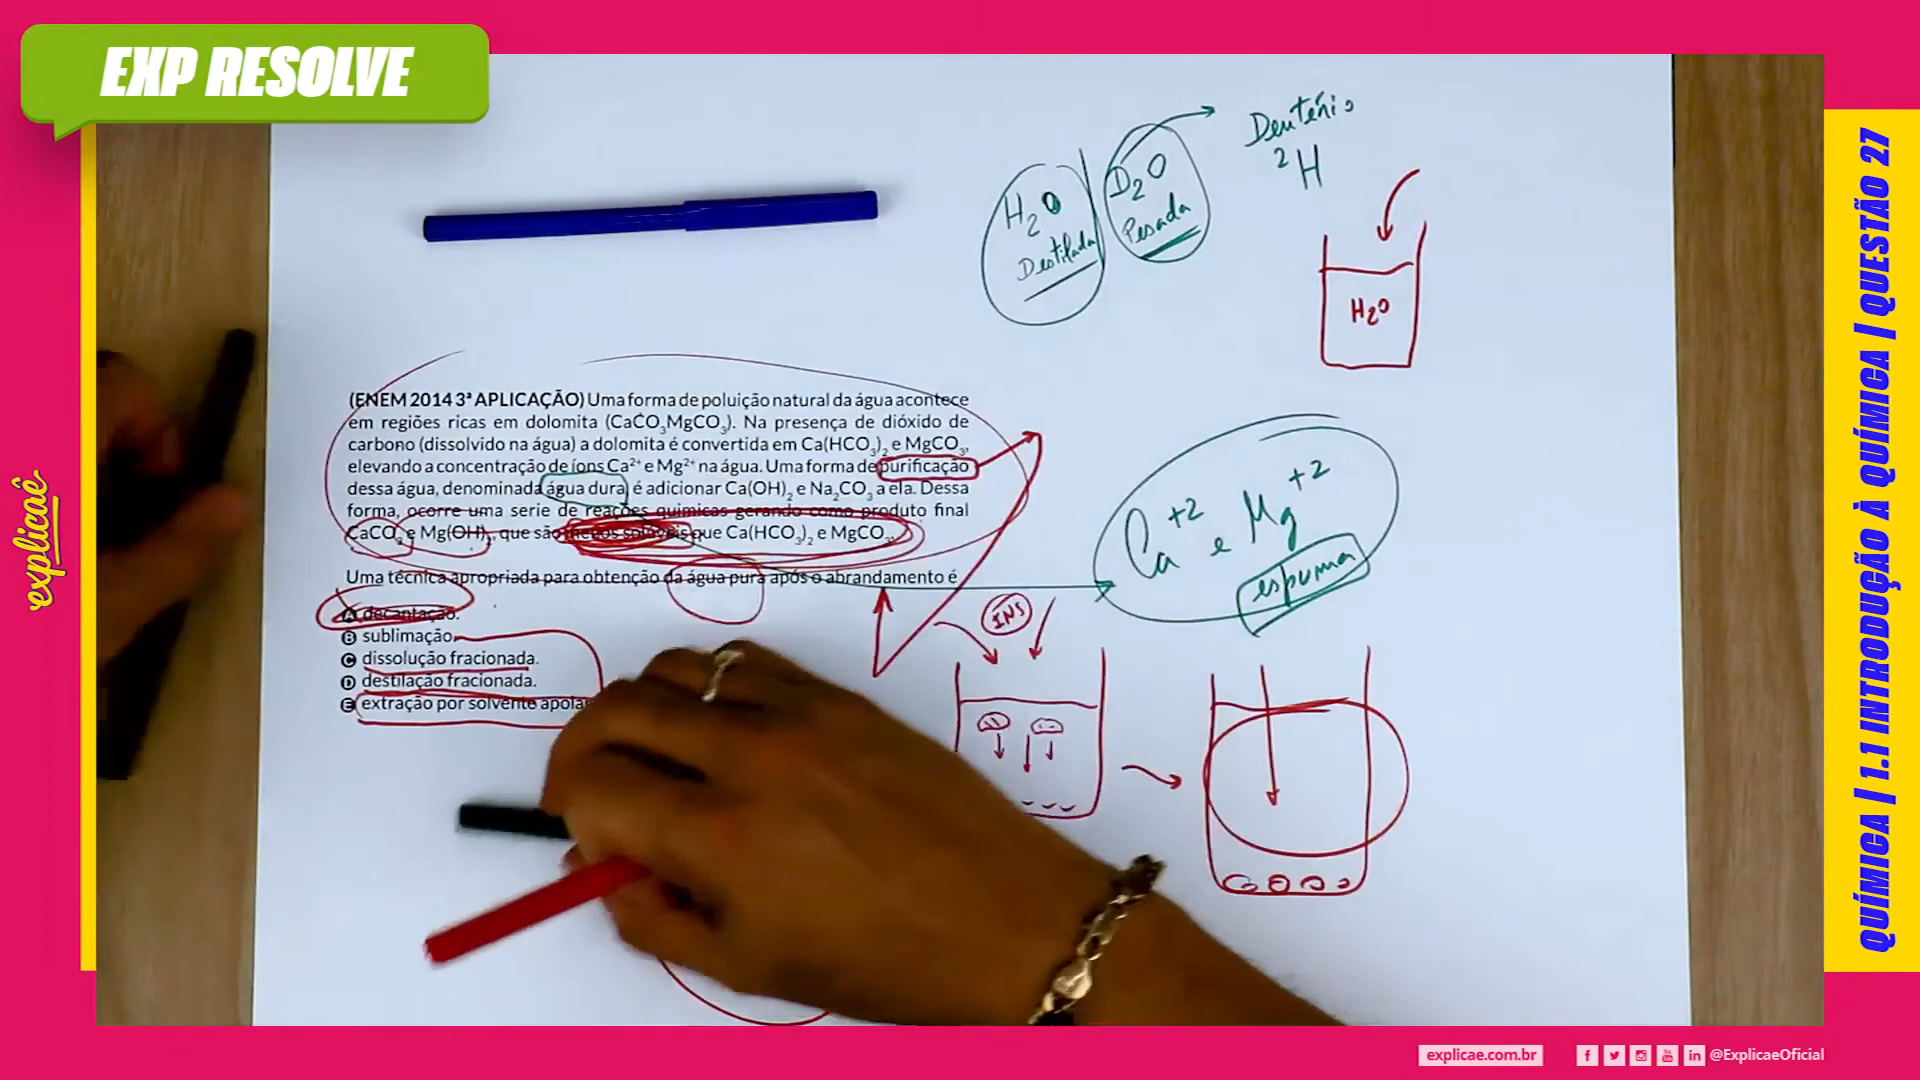 EXP RESOLVE
explicaê
Deutério
²H
H₂O
Destilada
D₂O
Pesada
H₂O
(ENEM 2014 3ª APLICAÇÃO) Uma forma de poluição natural da água acontece
em regiões ricas em dolomita (CaCO₃MgCO₃). Na presença de dióxido de
carbono (dissolvido na água) a dolomita é convertida em Ca(HCO₃)₂ e MgCO₃,
elevando a concentração de íons Ca²⁺ e Mg²⁺ na água. Uma forma de purificação
dessa água, denominada água dura, é adicionar Ca(OH)₂ e Na₂CO₃ a ela. Dessa
forma, ocorre uma serie de reações químicas gerando como produto final
CaCO₃ e Mg(OH)₂, que são menos solúveis que Ca(HCO₃)₂ e MgCO₃.
Uma técnica apropriada para obtenção da água pura após o abrandamento é
A decantação.
B sublimação.
C dissolução fracionada.
D destilação fracionada.
E extração por solvente
Ca⁺² e Mg⁺²
espuma
INS
QUÍMICA | 1.1 INTRODUÇÃO À QUÍMICA | QUESTÃO 27
explicae.com.br
@ExplicaeOficial